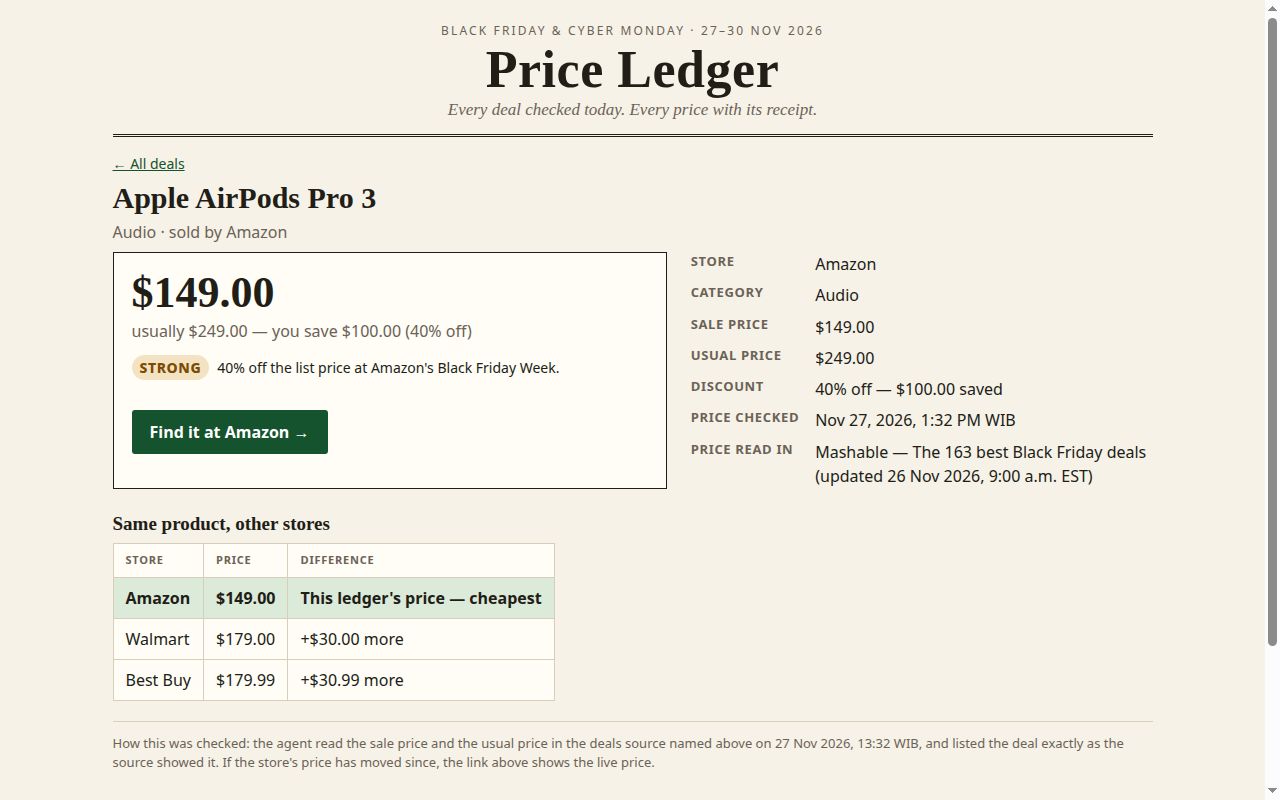 BLACK FRIDAY & CYBER MONDAY · 27–30 NOV 2026
Price Ledger
Every deal checked today. Every price with its receipt.
← All deals
Apple AirPods Pro 3
Audio · sold by Amazon
$149.00
usually $249.00 — you save $100.00 (40% off)
STRONG 40% off the list price at Amazon's Black Friday Week.
Find it at Amazon →
STORE Amazon
CATEGORY Audio
SALE PRICE $149.00
USUAL PRICE $249.00
DISCOUNT 40% off — $100.00 saved
PRICE CHECKED Nov 27, 2026, 1:32 PM WIB
PRICE READ IN Mashable — The 163 best Black Friday deals
(updated 26 Nov 2026, 9:00 a.m. EST)
Same product, other stores
STORE PRICE DIFFERENCE
Amazon $149.00 This ledger's price — cheapest
Walmart $179.00 +$30.00 more
Best Buy $179.99 +$30.99 more
How this was checked: the agent read the sale price and the usual price in the deals source named above on 27 Nov 2026, 13:32 WIB, and listed the deal exactly as the
source showed it. If the store's price has moved since, the link above shows the live price.